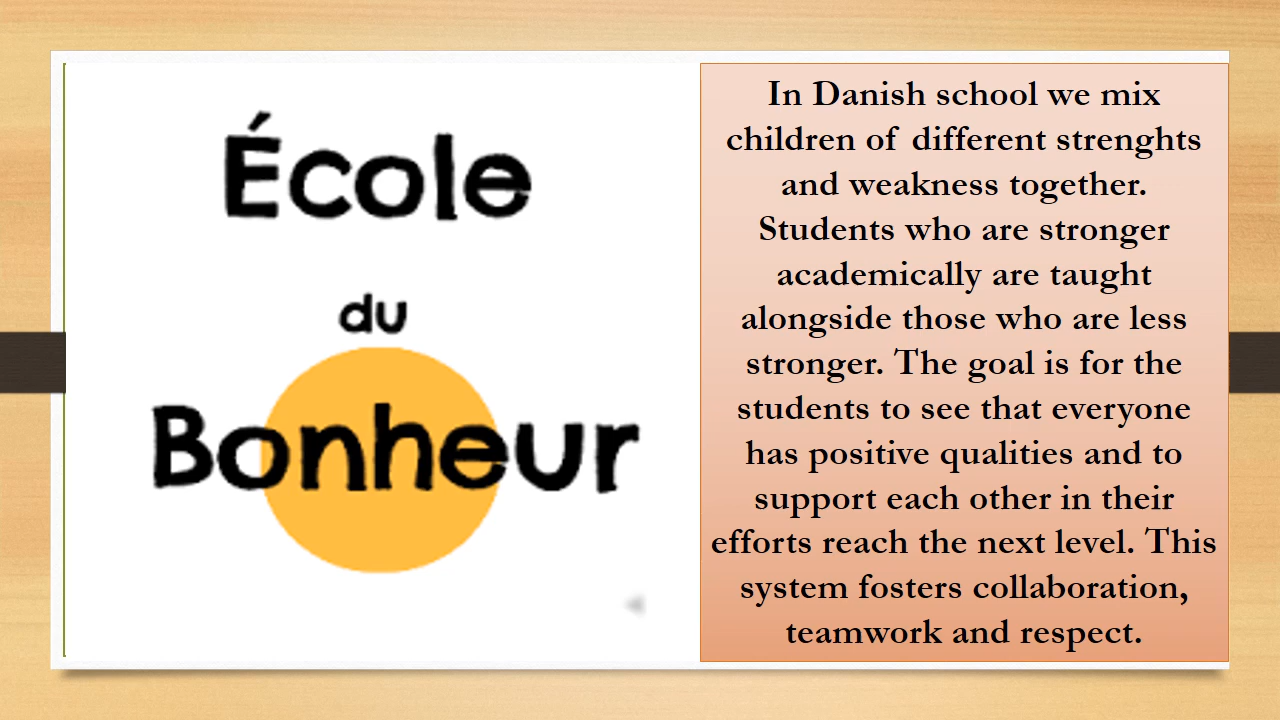 École
du
Bonheur
In Danish school we mix
children of different strenghts
and weakness together.
Students who are stronger
academically are taught
alongside those who are less
stronger. The goal is for the
students to see that everyone
has positive qualities and to
support each other in their
efforts reach the next level. This
system fosters collaboration,
teamwork and respect.